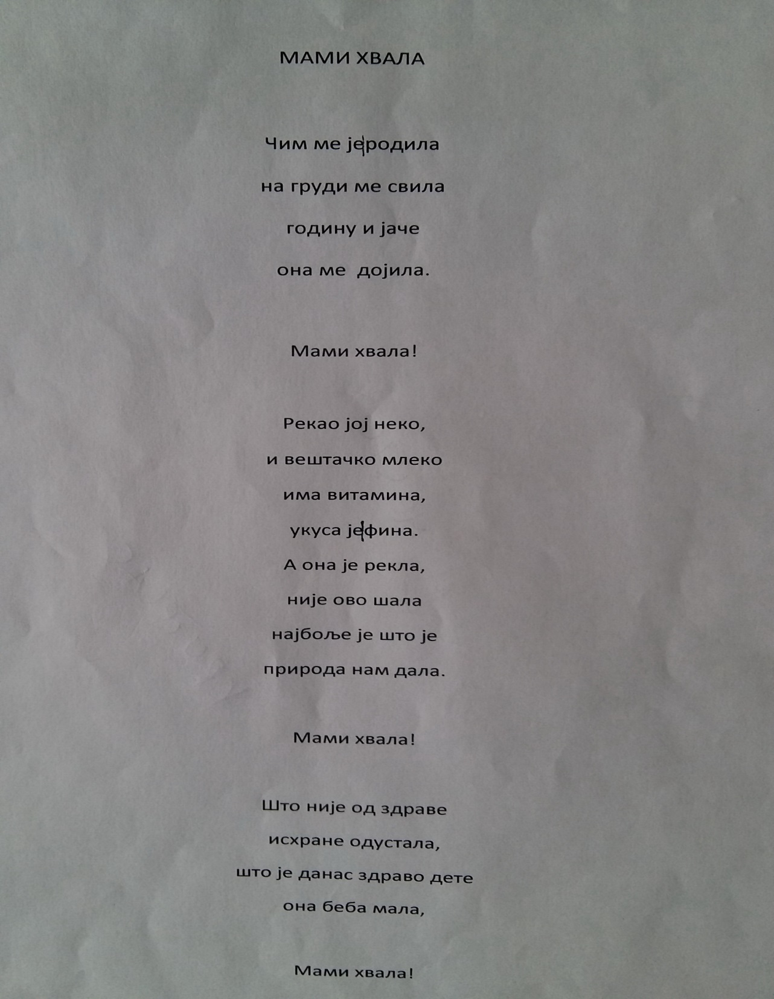 МАМИ ХВАЛА
Чим ме јеродила
на груди ме свила
годину и јаче
она ме дојила.
Мами хвала!
Рекао јој неко,
и вештачко млеко
има витамина,
укуса јефина.
А она је рекла,
није ово шала
најбоље је што је
природа нам дала.
Мами хвала!
Што није од здраве
исхране одустала,
што је данас здраво дете
она беба мала,
Мами хвала!